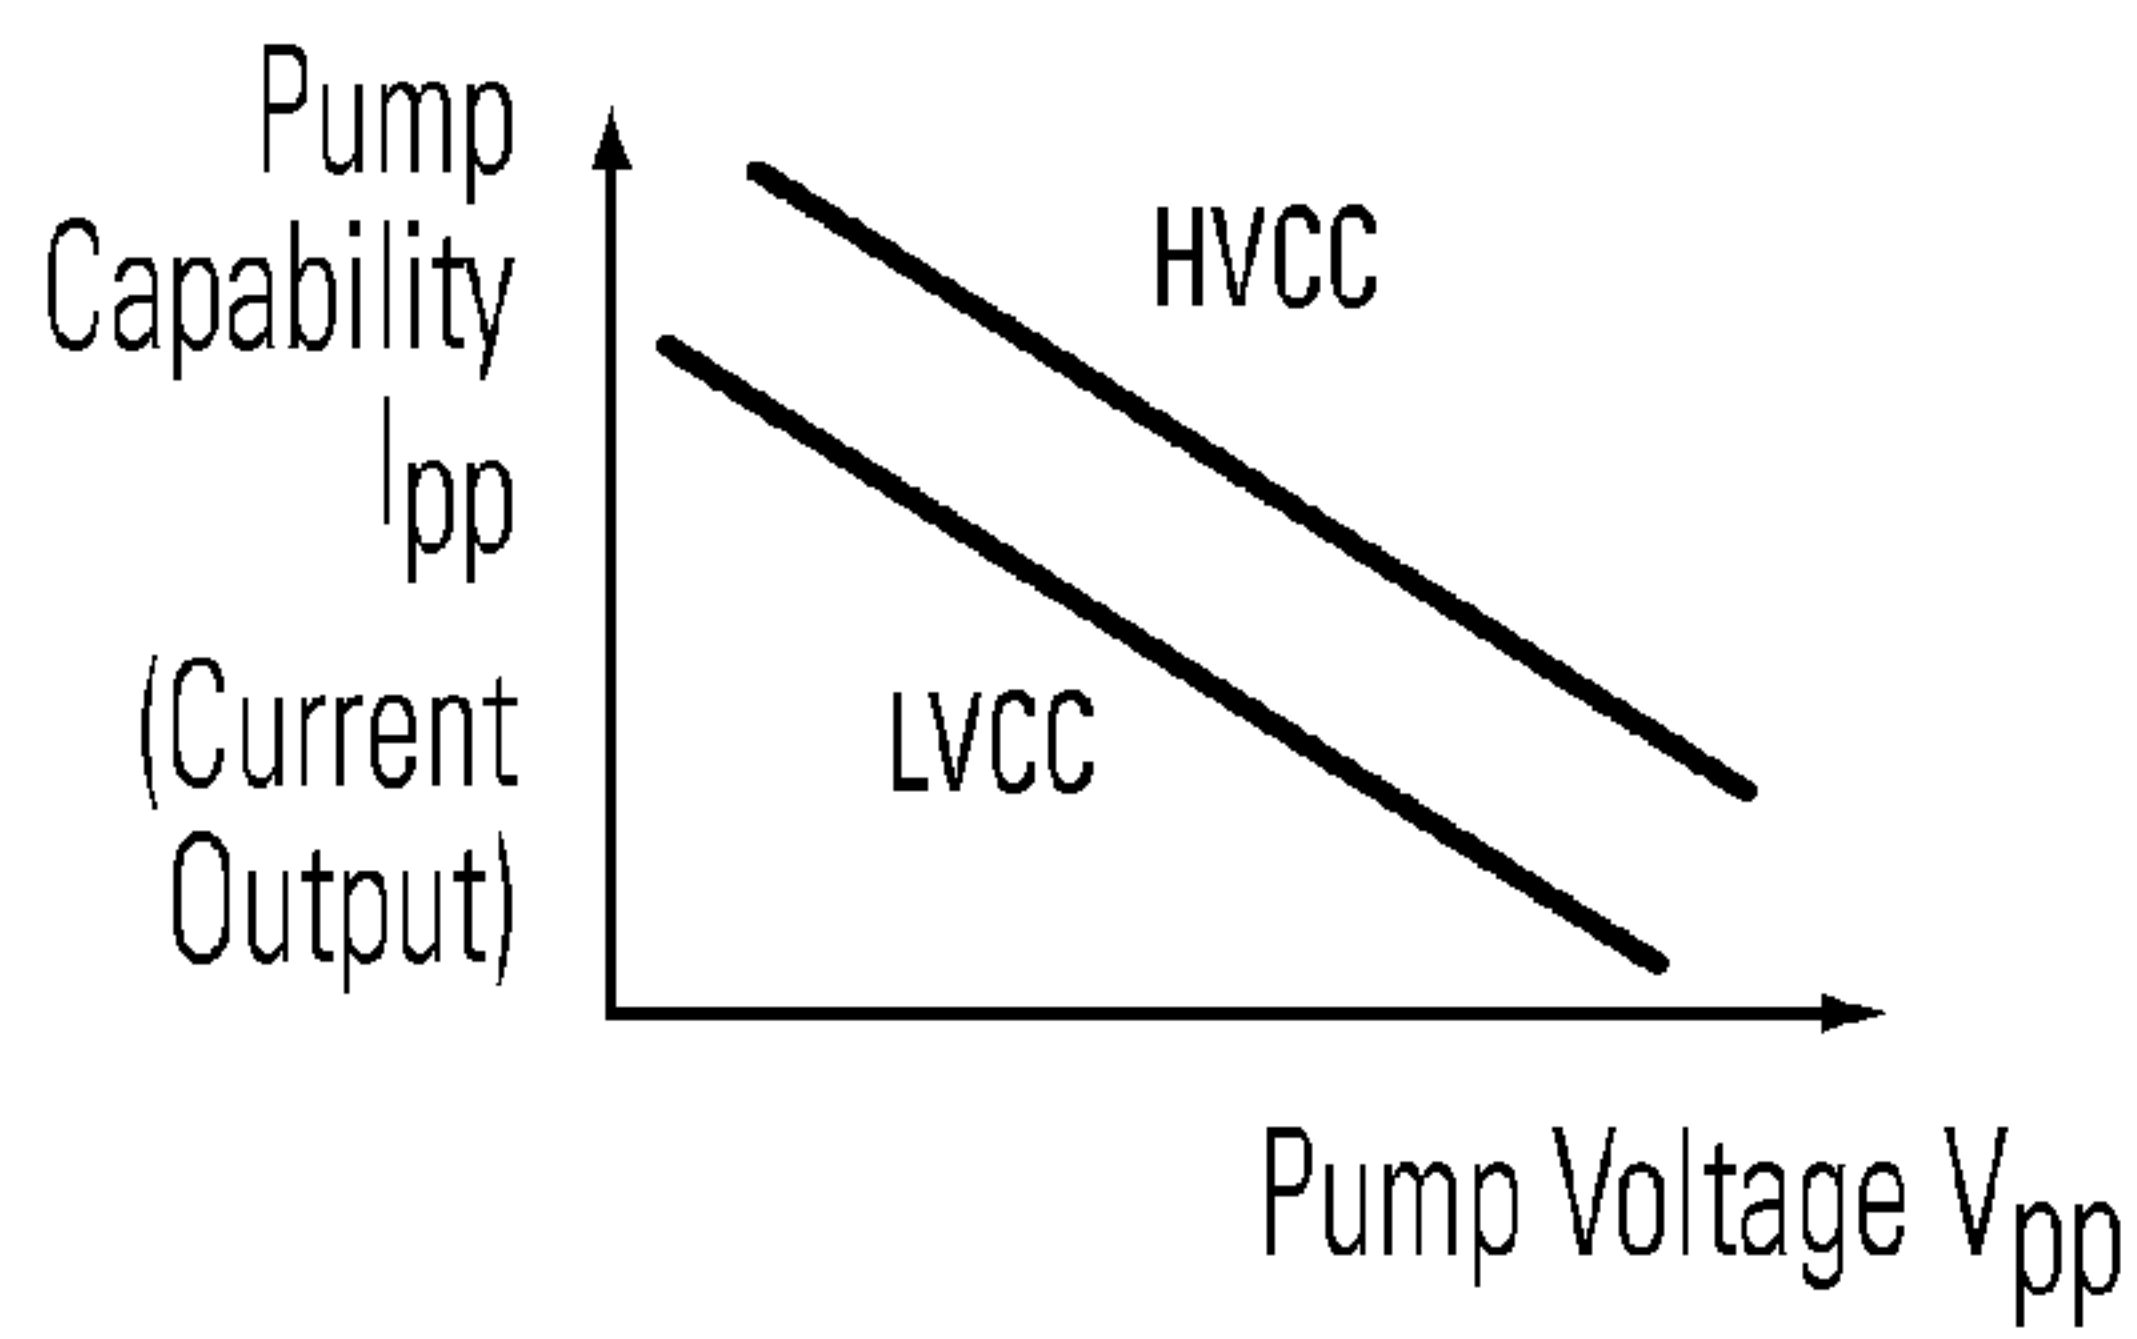 Pump
Capability
Ipp
(Current
Output)
HVCC
LVCC
Pump Voltage Vpp